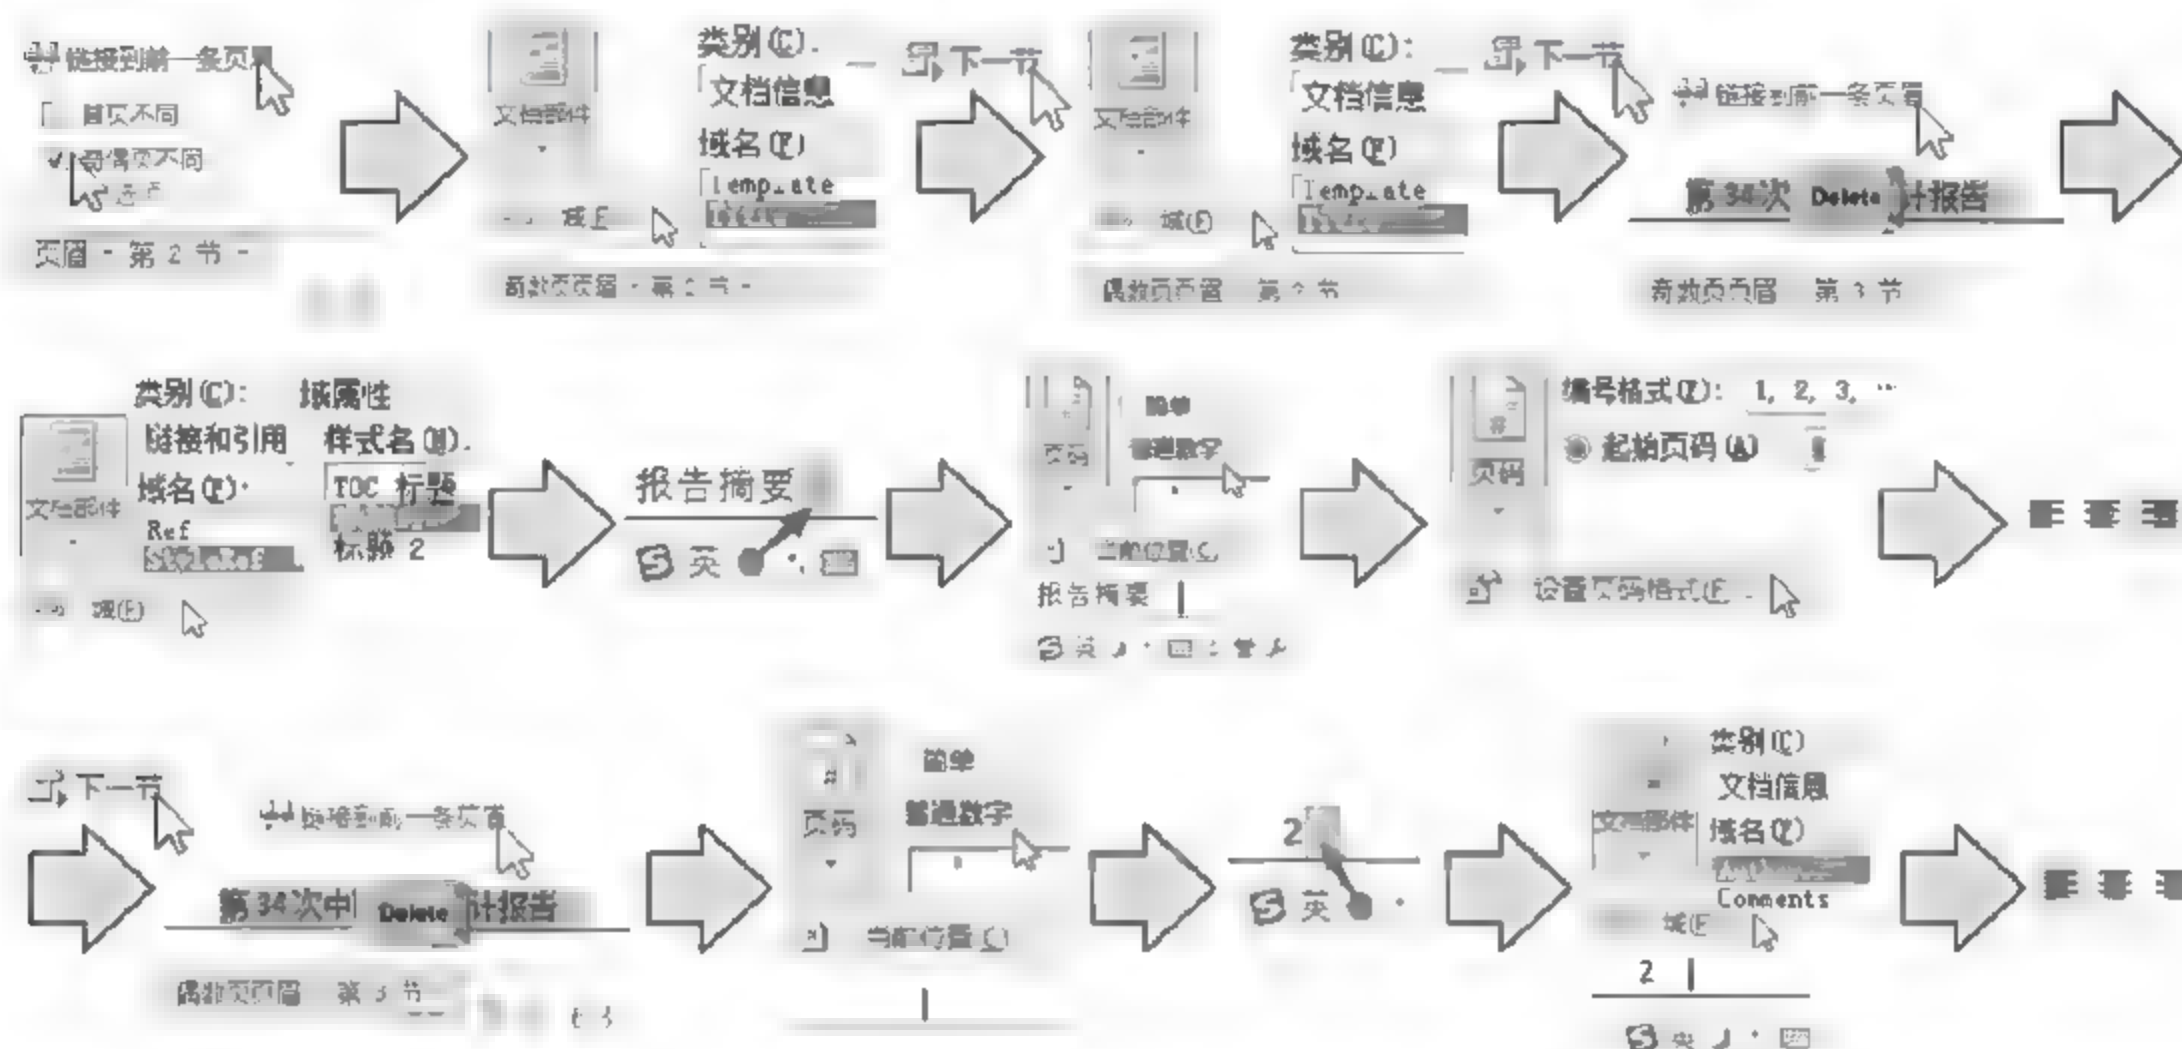 链接到前一条页眉
首页不同
奇偶页不同
页眉 - 第 2 节 -
文档部件
域(F)
类别(C):
文档信息
域名(F)
Template
奇数页页眉 - 第 2 节 -
下一节
文档部件
域(F)
类别(C):
文档信息
域名(F)
Template
偶数页页眉 第 2 节
下一节
链接到前一条页眉
第 34次 Delete 计报告
奇数页页眉 第 3 节
文档部件
域(F)
类别(C):
链接和引用
域名(F):
Ref
StyleRef
域属性
样式名(N):
TOC 标题
标题 2
报告摘要
英
页码
简单
普通数字
当前位置(C)
报告摘要
英
页码
编号格式(F): 1, 2, 3, …
起始页码(A)
设置页码格式(F)
下一节
链接到前一条页眉
第 34次中 Delete 计报告
偶数页页眉 第 3 节
页码
简单
普通数字
当前位置(C)
2
英
文档部件
域(F
类别(C)
文档信息
域名(F)
Comments
2
英